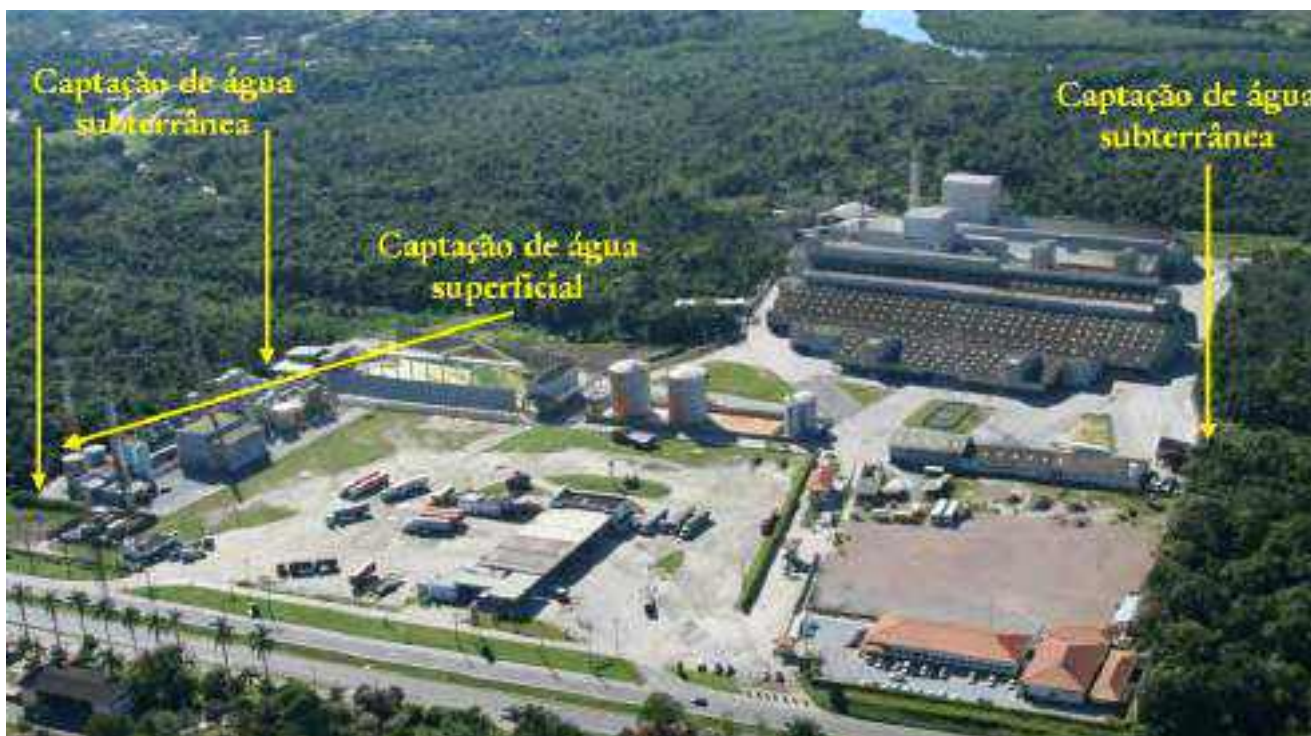 Captação de água
subterrânea
Captação de água
superficial
Captação de água
subterrânea